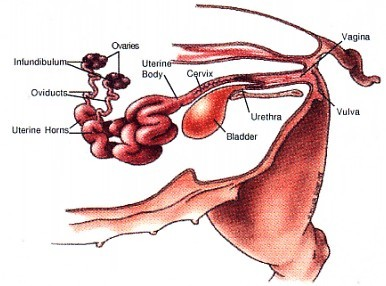 Ovaries
Infundibulum
Oviducts
Uterine Horns
Uterine
Body
Cervix
Vagina
Vulva
Urethra
Bladder